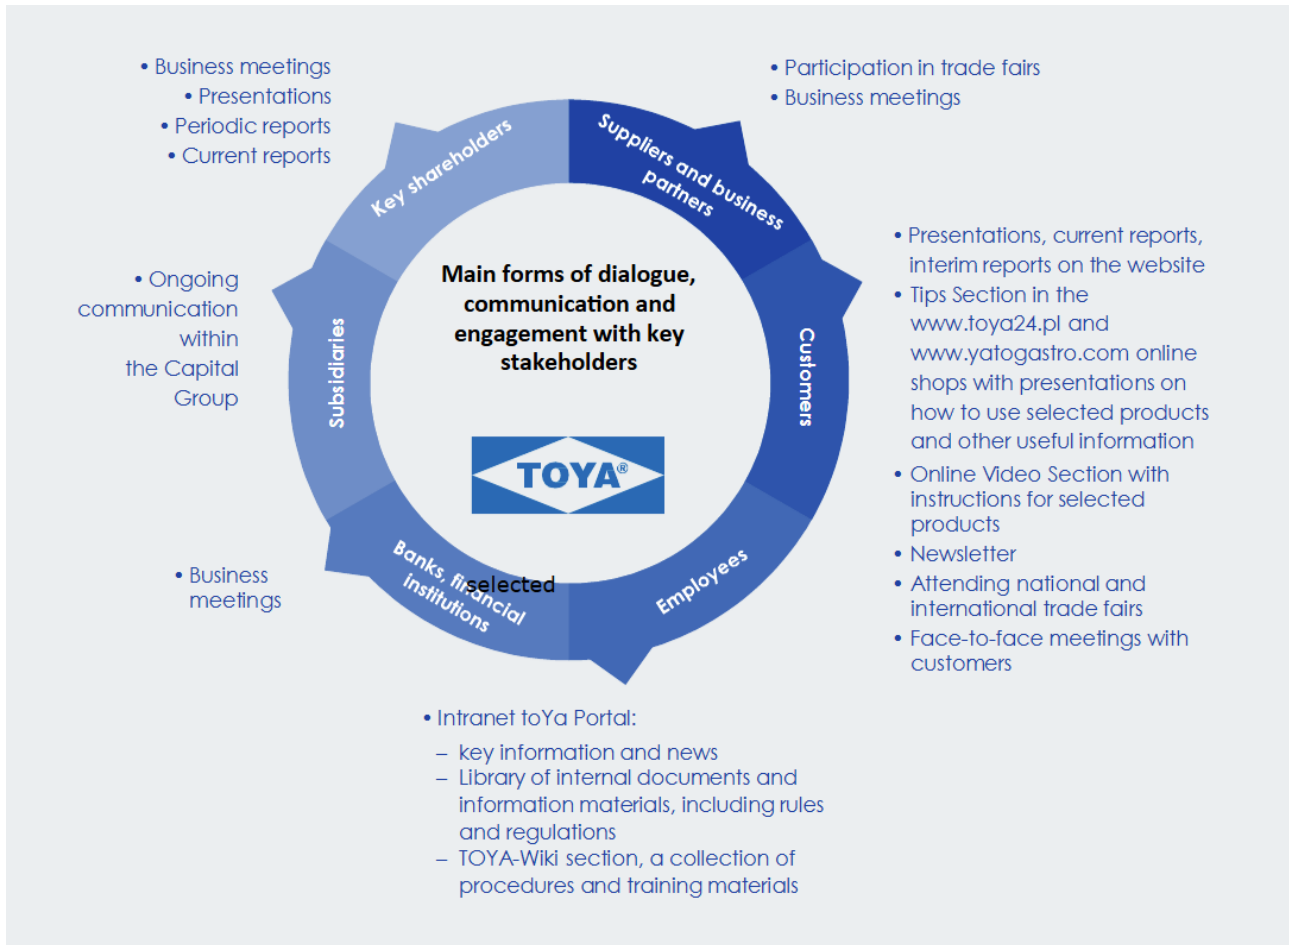 • Business meetings
• Presentations
• Periodic reports
• Current reports
• Participation in trade fairs
• Business meetings
Key shareholders
Suppliers and business
partners
• Presentations, current reports,
interim reports on the website
• Tips Section in the
www.toya24.pl and
www.yatogastro.com online
shops with presentations on
how to use selected products
and other useful information
• Online Video Section with
instructions for selected
products
• Newsletter
• Attending national and
international trade fairs
• Face-to-face meetings with
customers
Customers
Main forms of dialogue,
communication and
engagement with key
stakeholders
TOYA®
• Ongoing
communication
within
the Capital
Group
Subsidiaries
• Business
meetings
Banks, financial
institutions
selected
Employees
• Intranet toYa Portal:
– key information and news
– Library of internal documents and
information materials, including rules
and regulations
– TOYA-Wiki section, a collection of
procedures and training materials